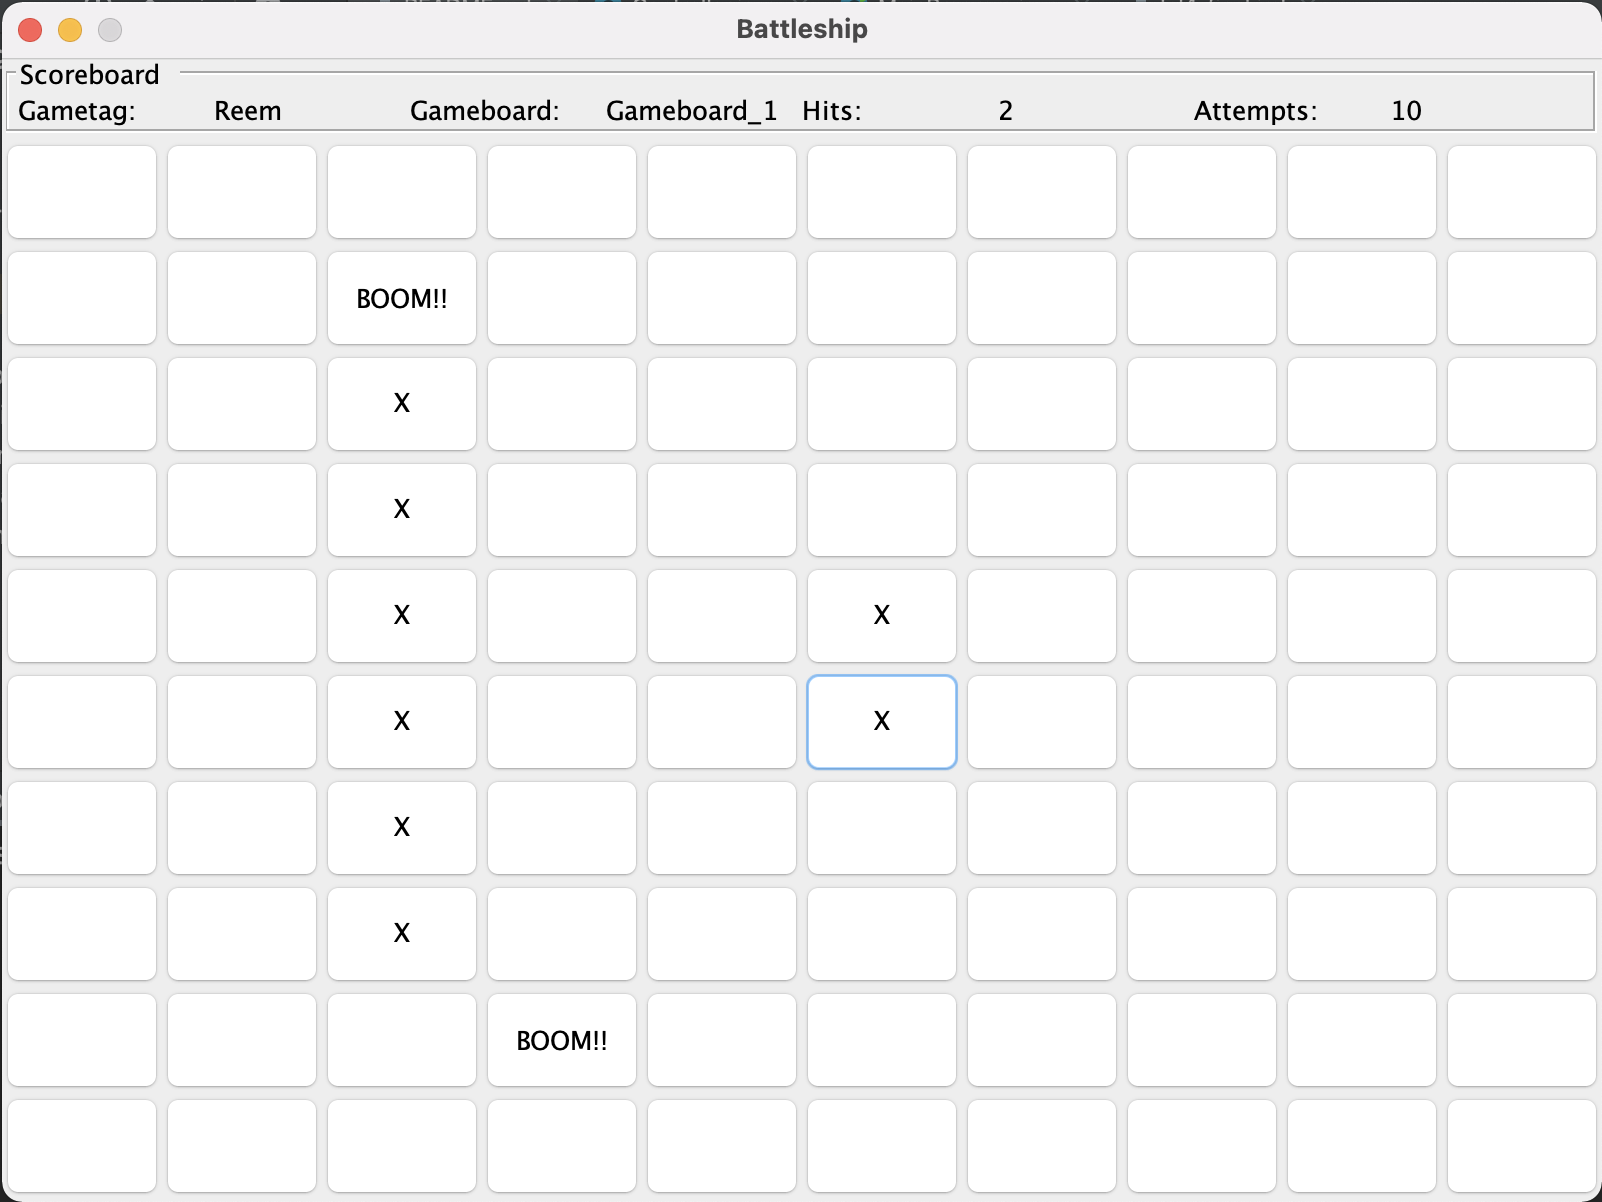 Battleship
Scoreboard
Gametag: Reem Gameboard: Gameboard_1 Hits: 2 Attempts: 10
BOOM!!
X
X
X X
X X
X
X
BOOM!!